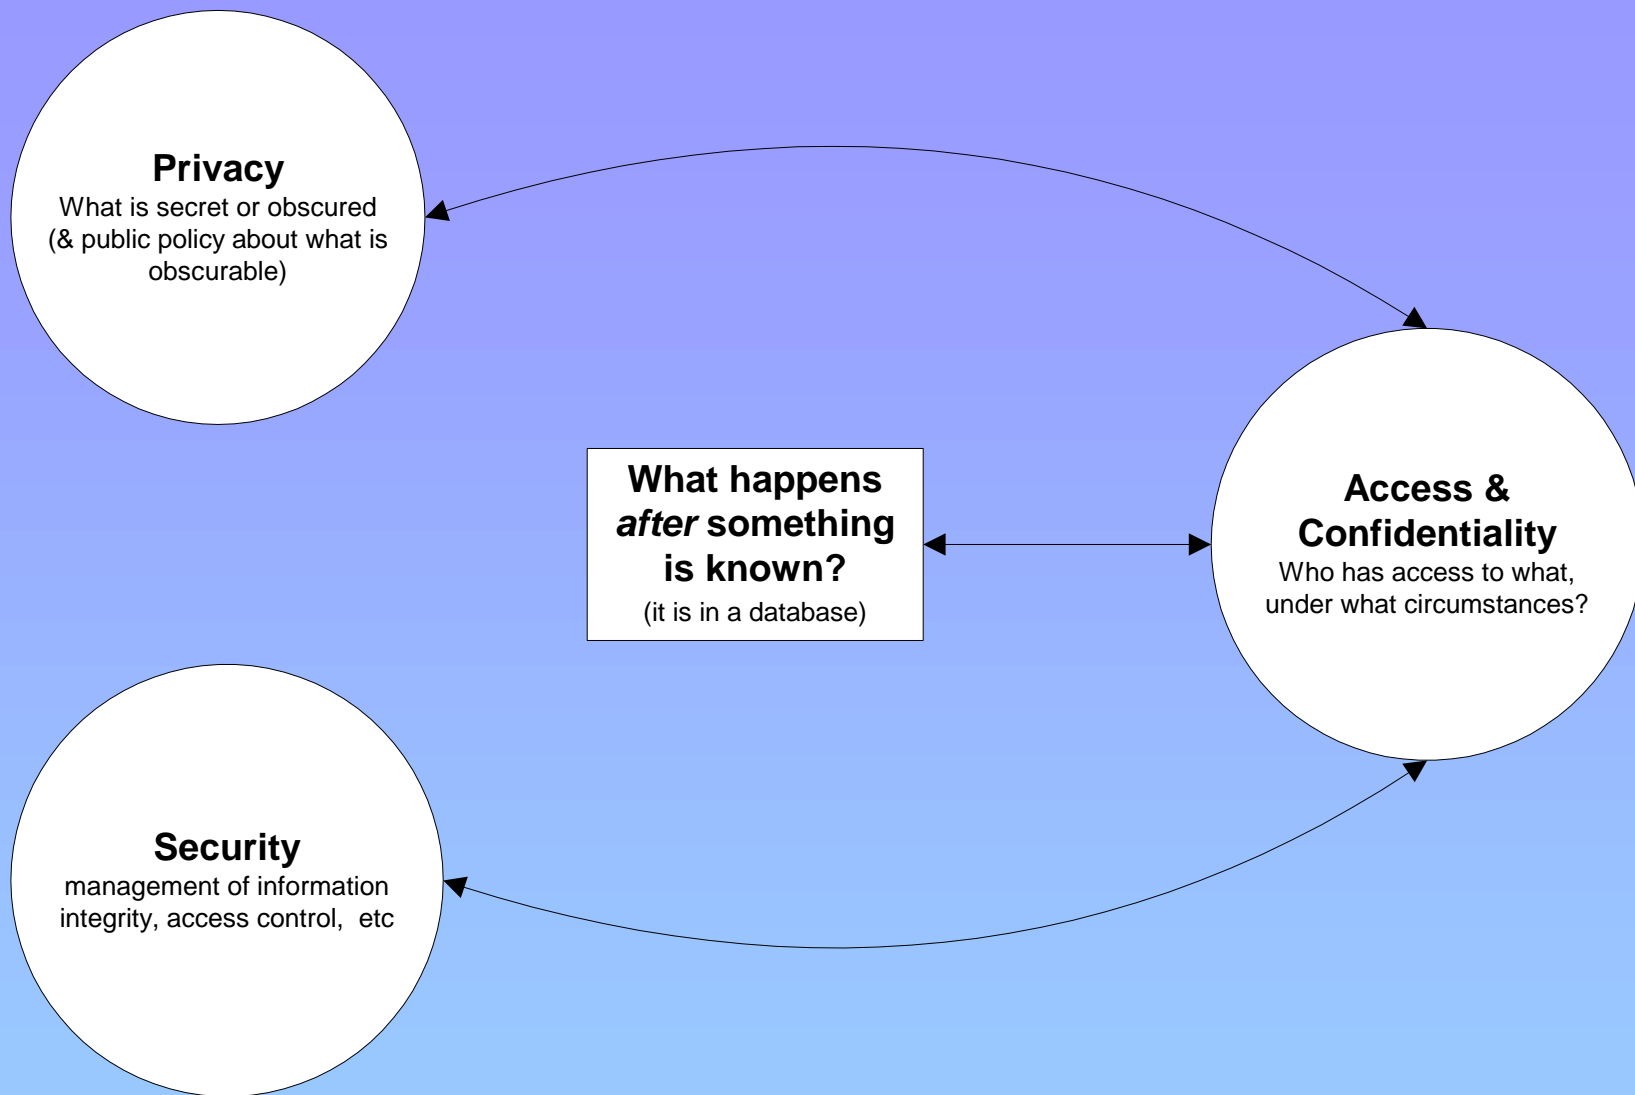 Privacy
What is secret or obscured
(& public policy about what is
obscurable)
What happens
after something
is known?
(it is in a database)
Access &
Confidentiality
Who has access to what,
under what circumstances?
Security
management of information
integrity, access control,  etc